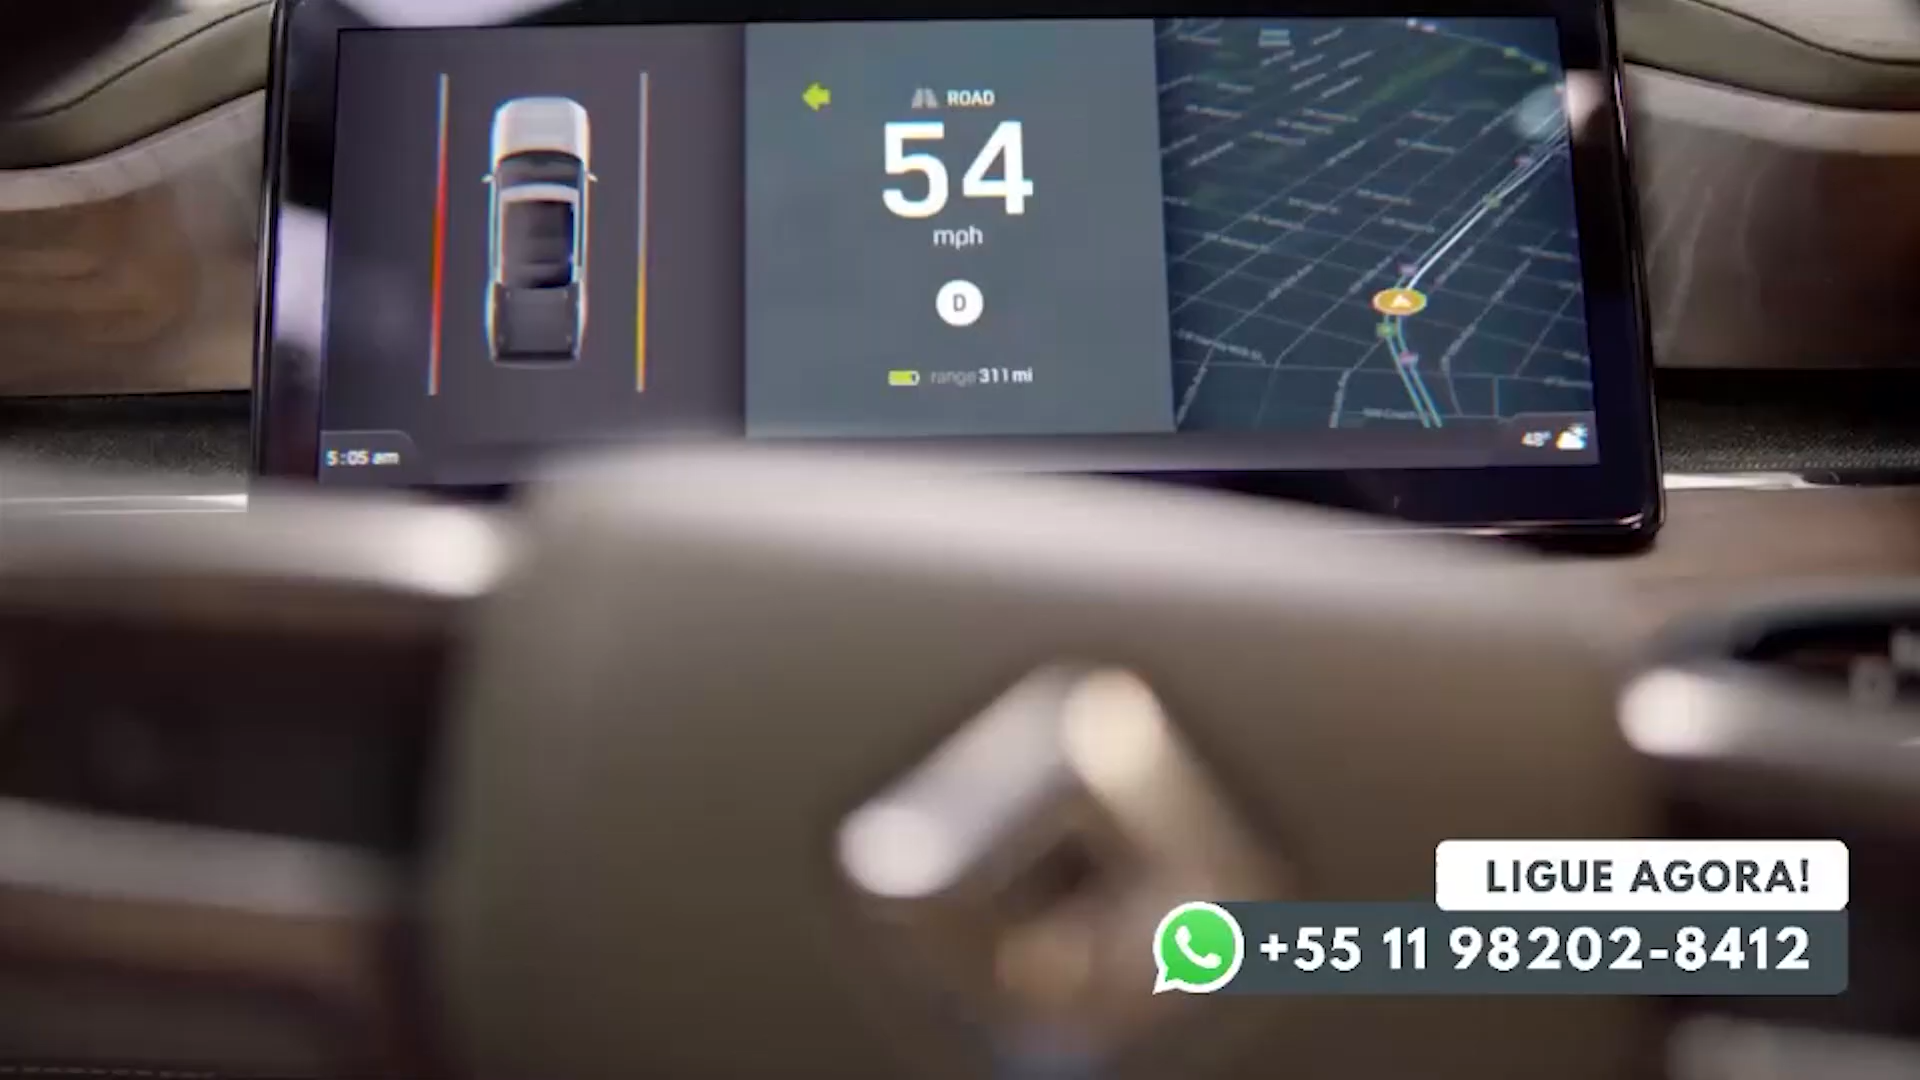 ROAD
54
mph
D
range 311 mi
5:05 am
48°
LIGUE AGORA!
+55 11 98202-8412